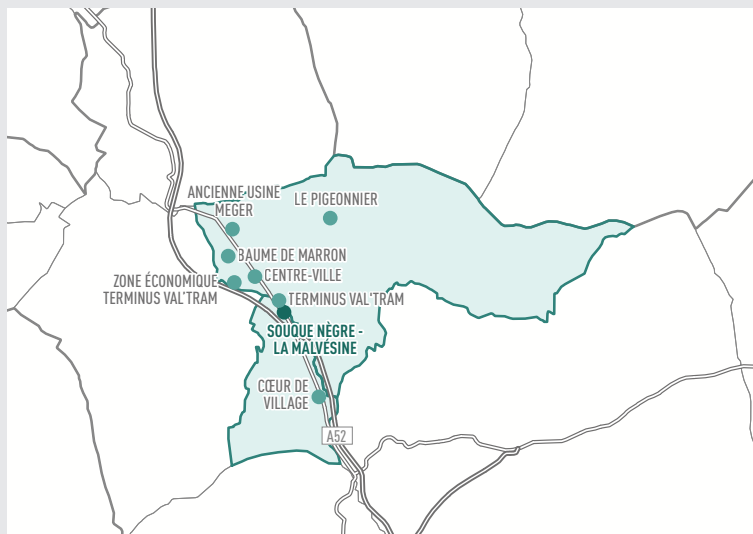 ANCIENNE USINE
MEGER
LE PIGEONNIER
BAUME DE MARRON
CENTRE-VILLE
ZONE ÉCONOMIQUE
TERMINUS VAL'TRAM
TERMINUS VAL'TRAM
SOUQUE NÈGRE -
LA MALVÉSINE
CŒUR DE
VILLAGE
A52